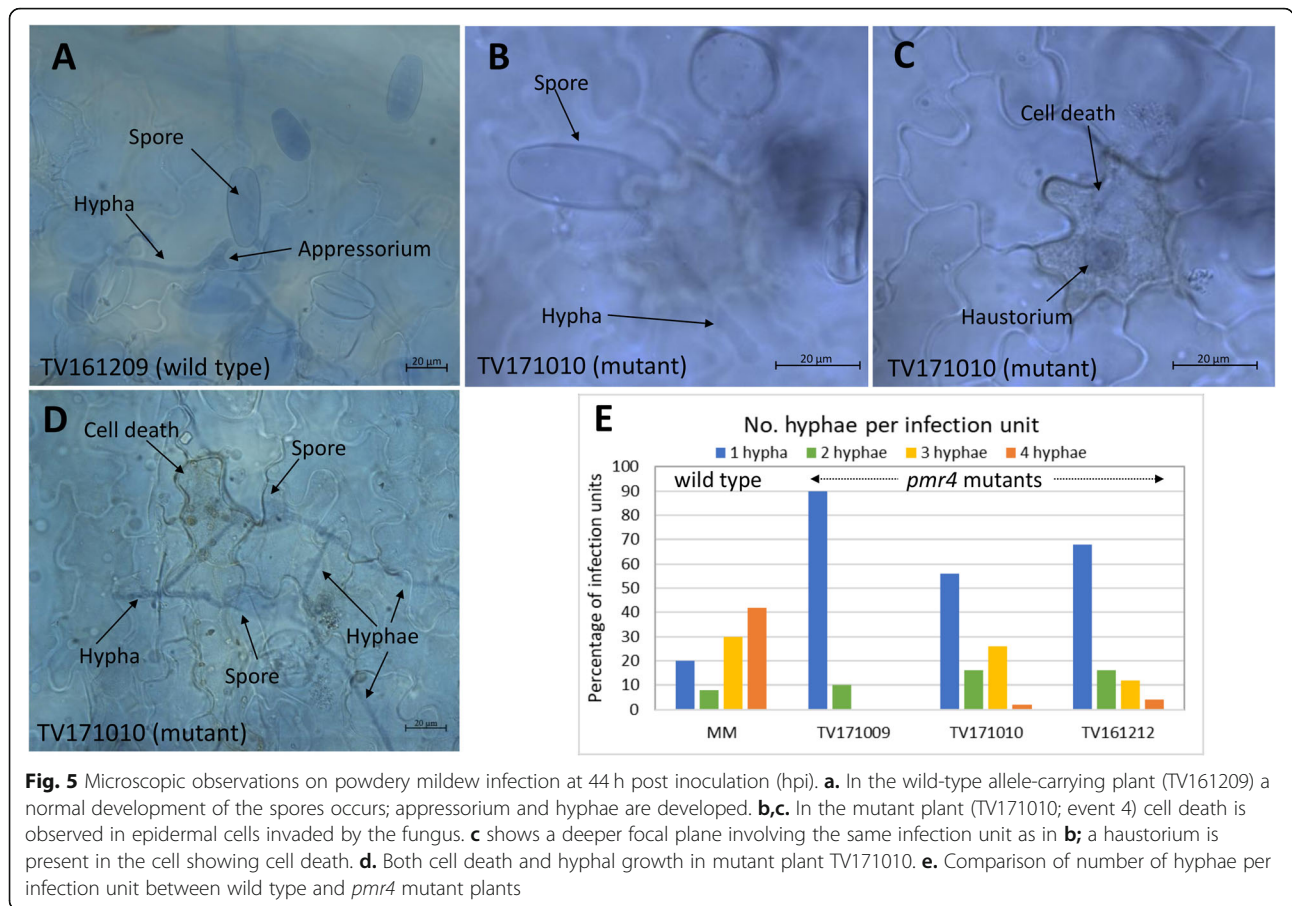 A
Spore
Hypha
Appressorium
TV161209 (wild type)
20 µm
B
Spore
Hypha
TV171010 (mutant)
20 µm
C
Cell death
Haustorium
TV171010 (mutant)
20 µm
D
Cell death
Spore
Hypha
Spore
Hyphae
TV171010 (mutant)
20 µm
E
No. hyphae per infection unit
1 hypha 2 hyphae 3 hyphae 4 hyphae
wild type pmr4 mutants
Percentage of infection units
100
90
80
70
60
50
40
30
20
10
0
MM TV171009 TV171010 TV161212
Fig. 5 Microscopic observations on powdery mildew infection at 44 h post inoculation (hpi). a. In the wild-type allele-carrying plant (TV161209) a
normal development of the spores occurs; appressorium and hyphae are developed. b,c. In the mutant plant (TV171010; event 4) cell death is
observed in epidermal cells invaded by the fungus. c shows a deeper focal plane involving the same infection unit as in b; a haustorium is
present in the cell showing cell death. d. Both cell death and hyphal growth in mutant plant TV171010. e. Comparison of number of hyphae per
infection unit between wild type and pmr4 mutant plants